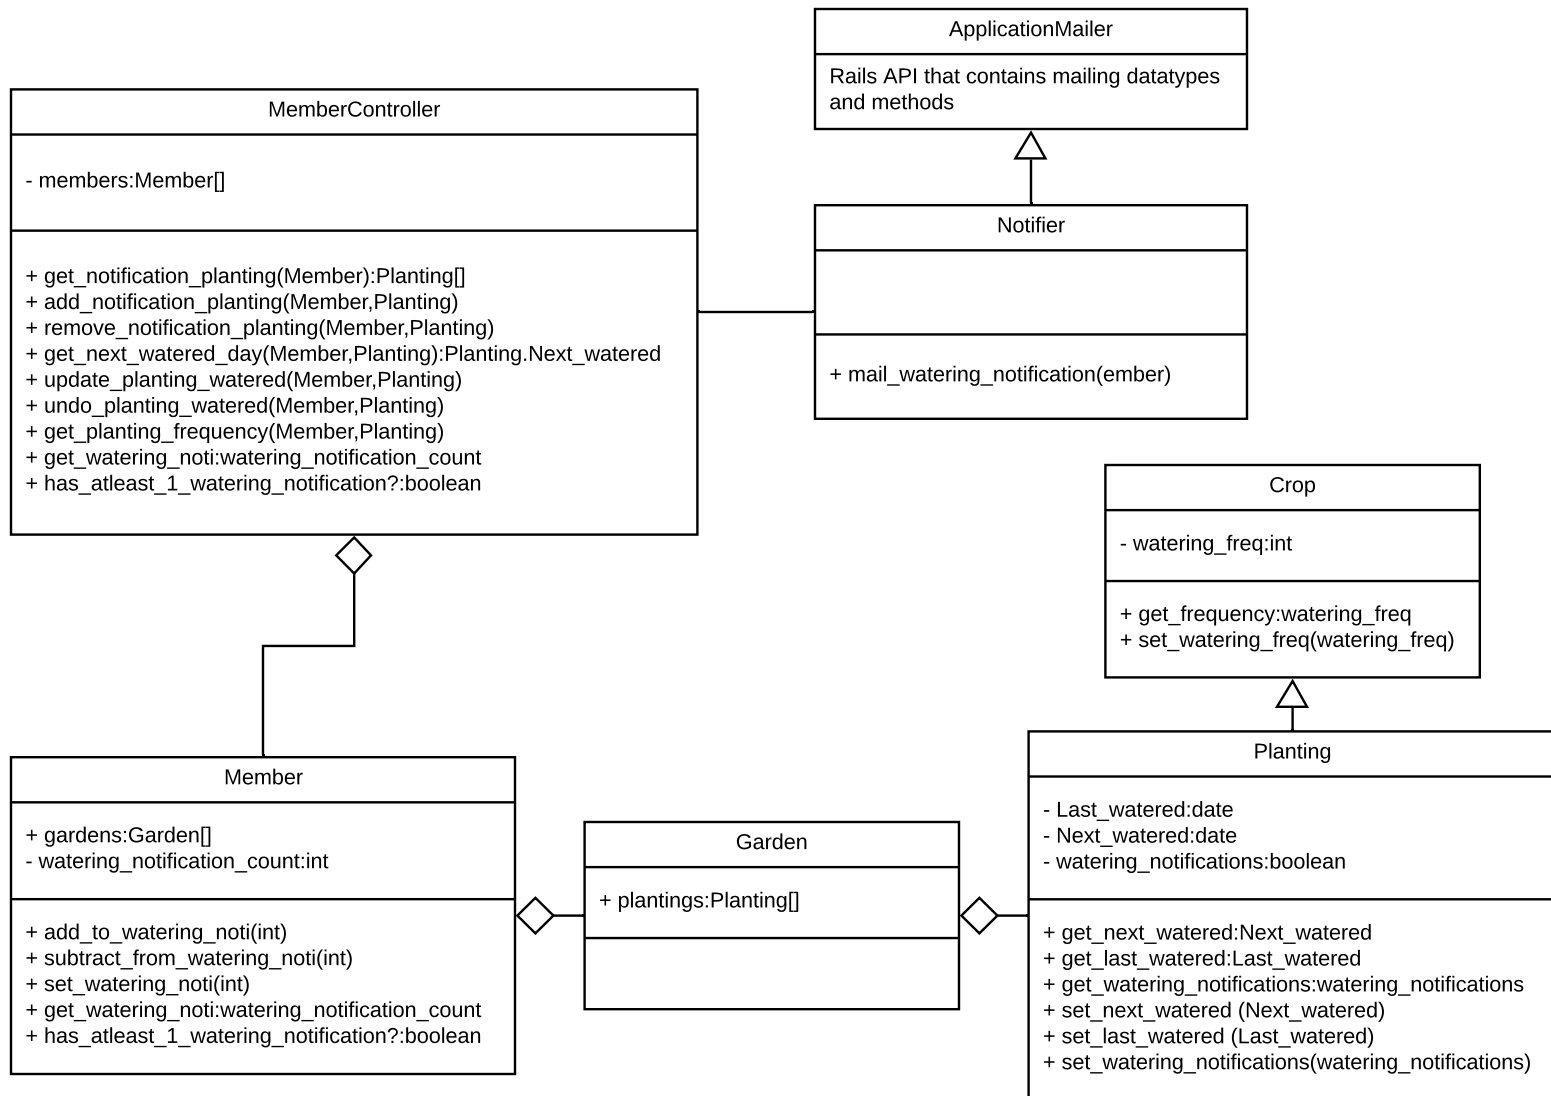 ApplicationMailer
Rails API that contains mailing datatypes
and methods
MemberController
- members:Member[]
+ get_notification_planting(Member):Planting[]
+ add_notification_planting(Member,Planting)
+ remove_notification_planting(Member,Planting)
+ get_next_watered_day(Member,Planting):Planting.Next_watered
+ update_planting_watered(Member,Planting)
+ undo_planting_watered(Member,Planting)
+ get_planting_frequency(Member,Planting)
+ get_watering_noti:watering_notification_count
+ has_atleast_1_watering_notification?:boolean
Notifier
+ mail_watering_notification(ember)
Crop
- watering_freq:int
+ get_frequency:watering_freq
+ set_watering_freq(watering_freq)
Member
+ gardens:Garden[]
- watering_notification_count:int
+ add_to_watering_noti(int)
+ subtract_from_watering_noti(int)
+ set_watering_noti(int)
+ get_watering_noti:watering_notification_count
+ has_atleast_1_watering_notification?:boolean
Garden
+ plantings:Planting[]
Planting
- Last_watered:date
- Next_watered:date
- watering_notifications:boolean
+ get_next_watered:Next_watered
+ get_last_watered:Last_watered
+ get_watering_notifications:watering_notifications
+ set_next_watered (Next_watered)
+ set_last_watered (Last_watered)
+ set_watering_notifications(watering_notifications)